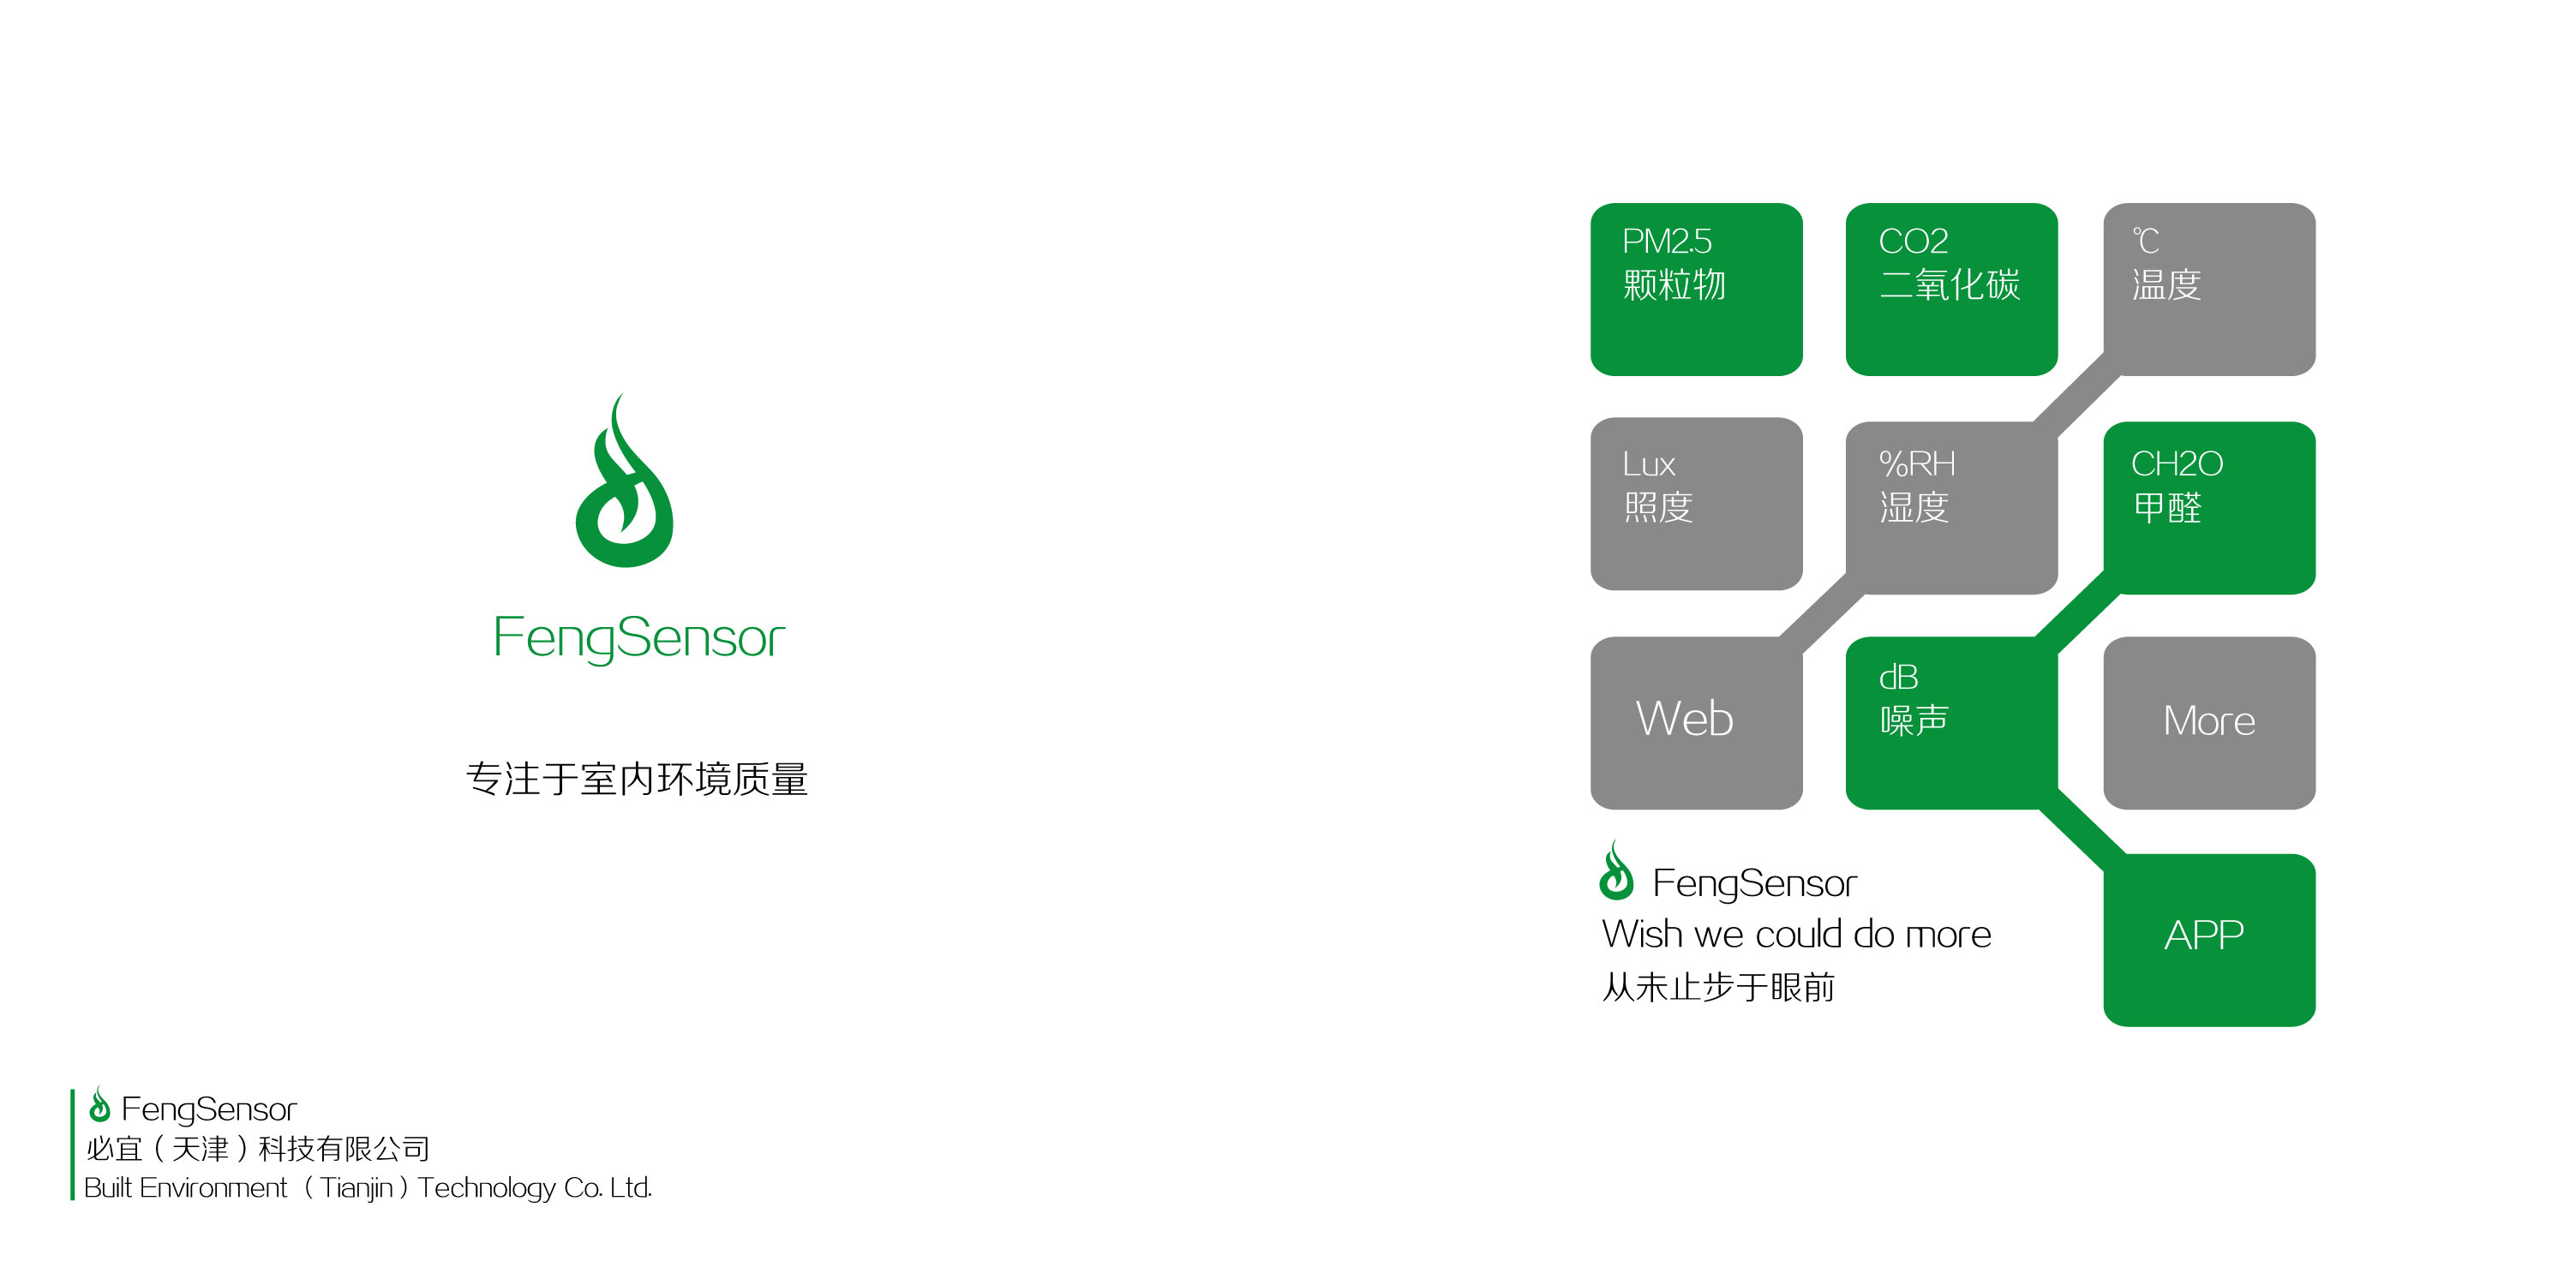 FengSensor
专注于室内环境质量
FengSensor
必宜（天津）科技有限公司
Built Environment （Tianjin）Technology Co. Ltd.
PM2.5
颗粒物
CO2
二氧化碳
℃
温度
Lux
照度
%RH
湿度
CH2O
甲醛
Web
dB
噪声
More
APP
FengSensor
Wish we could do more
从未止步于眼前